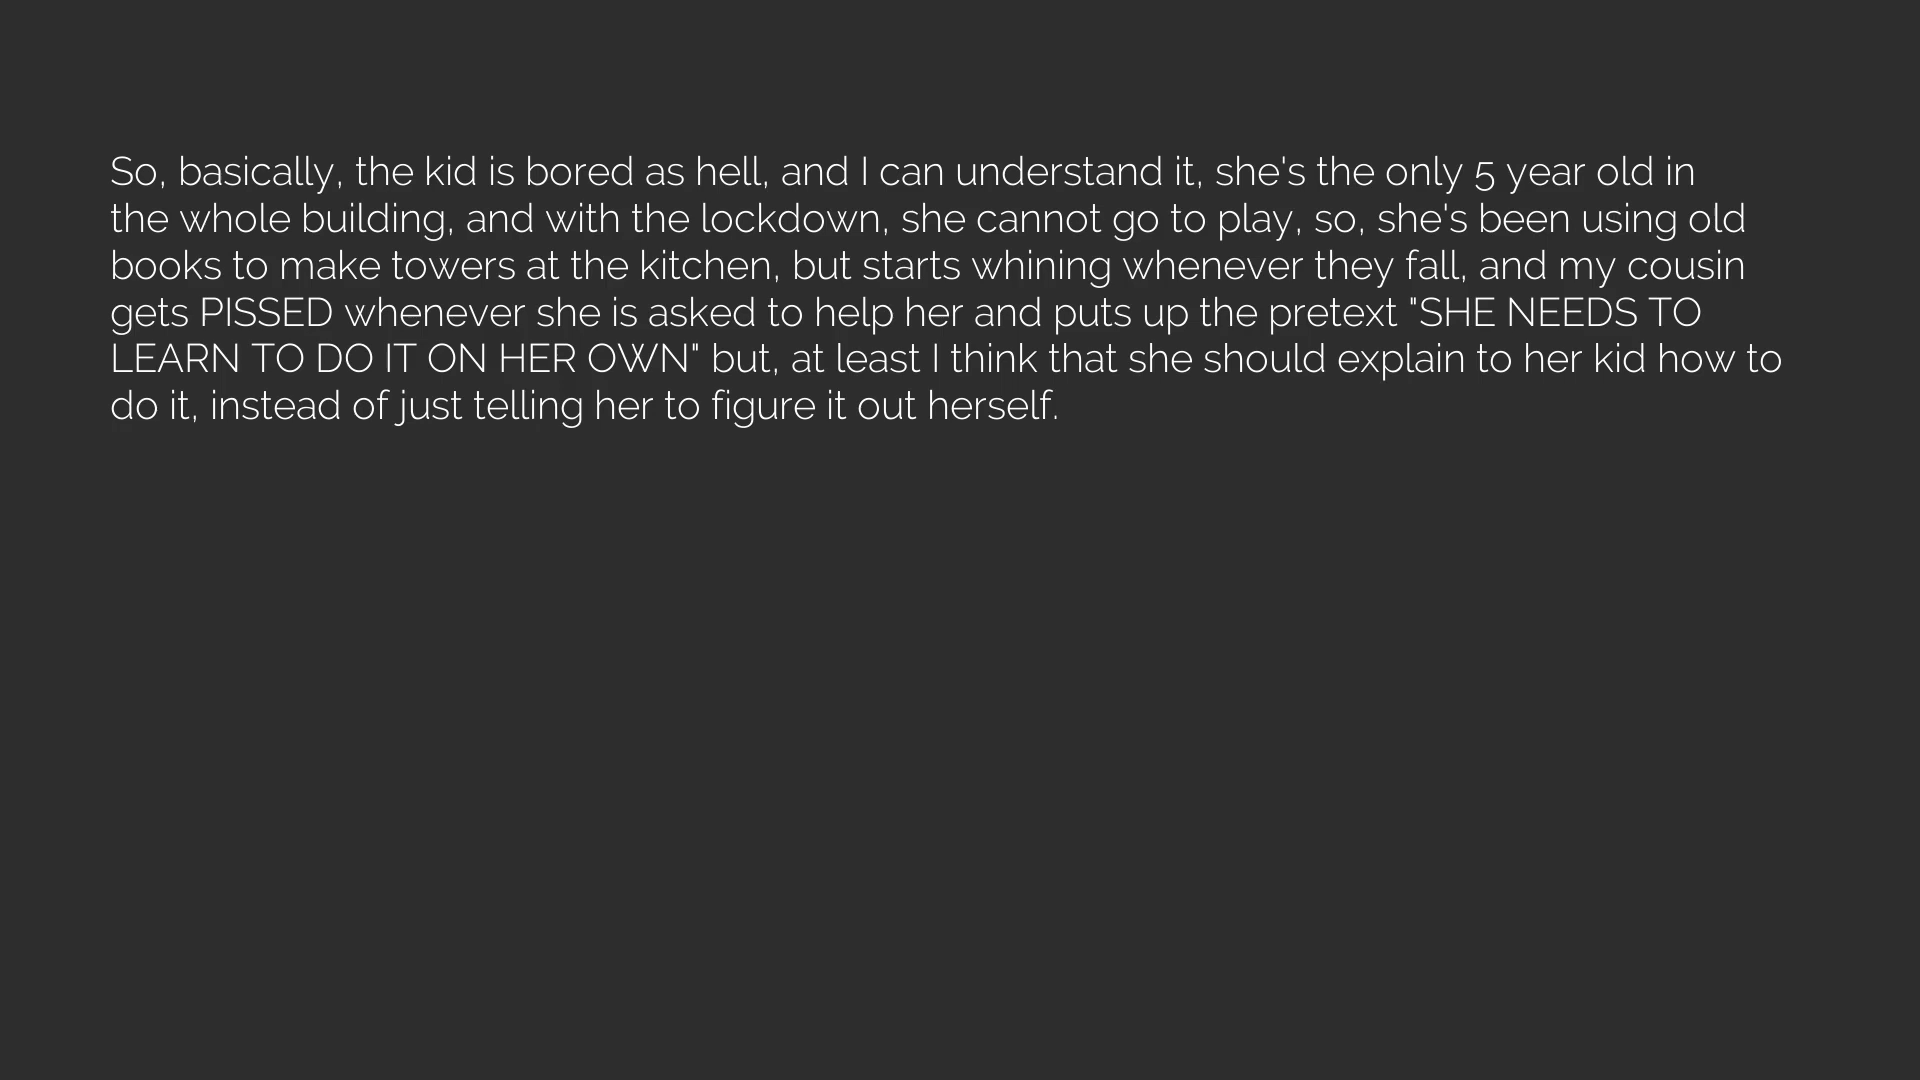 So, basically, the kid is bored as hell, and I can understand it, she's the only 5 year old in
the whole building, and with the lockdown, she cannot go to play, so, she's been using old
books to make towers at the kitchen, but starts whining whenever they fall, and my cousin
gets PISSED whenever she is asked to help her and puts up the pretext "SHE NEEDS TO
LEARN TO DO IT ON HER OWN" but, at least I think that she should explain to her kid how to
do it, instead of just telling her to figure it out herself.